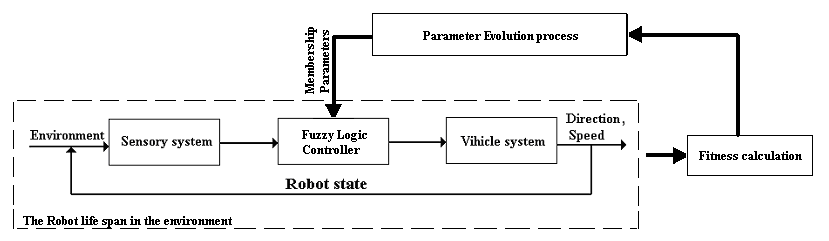 Parameter Evolution process
Membership
Parameters
Environment
Sensory system
Fuzzy Logic
Controller
Vihicle system
Direction,
Speed
Fitness calculation
Robot state
The Robot life span in the environment